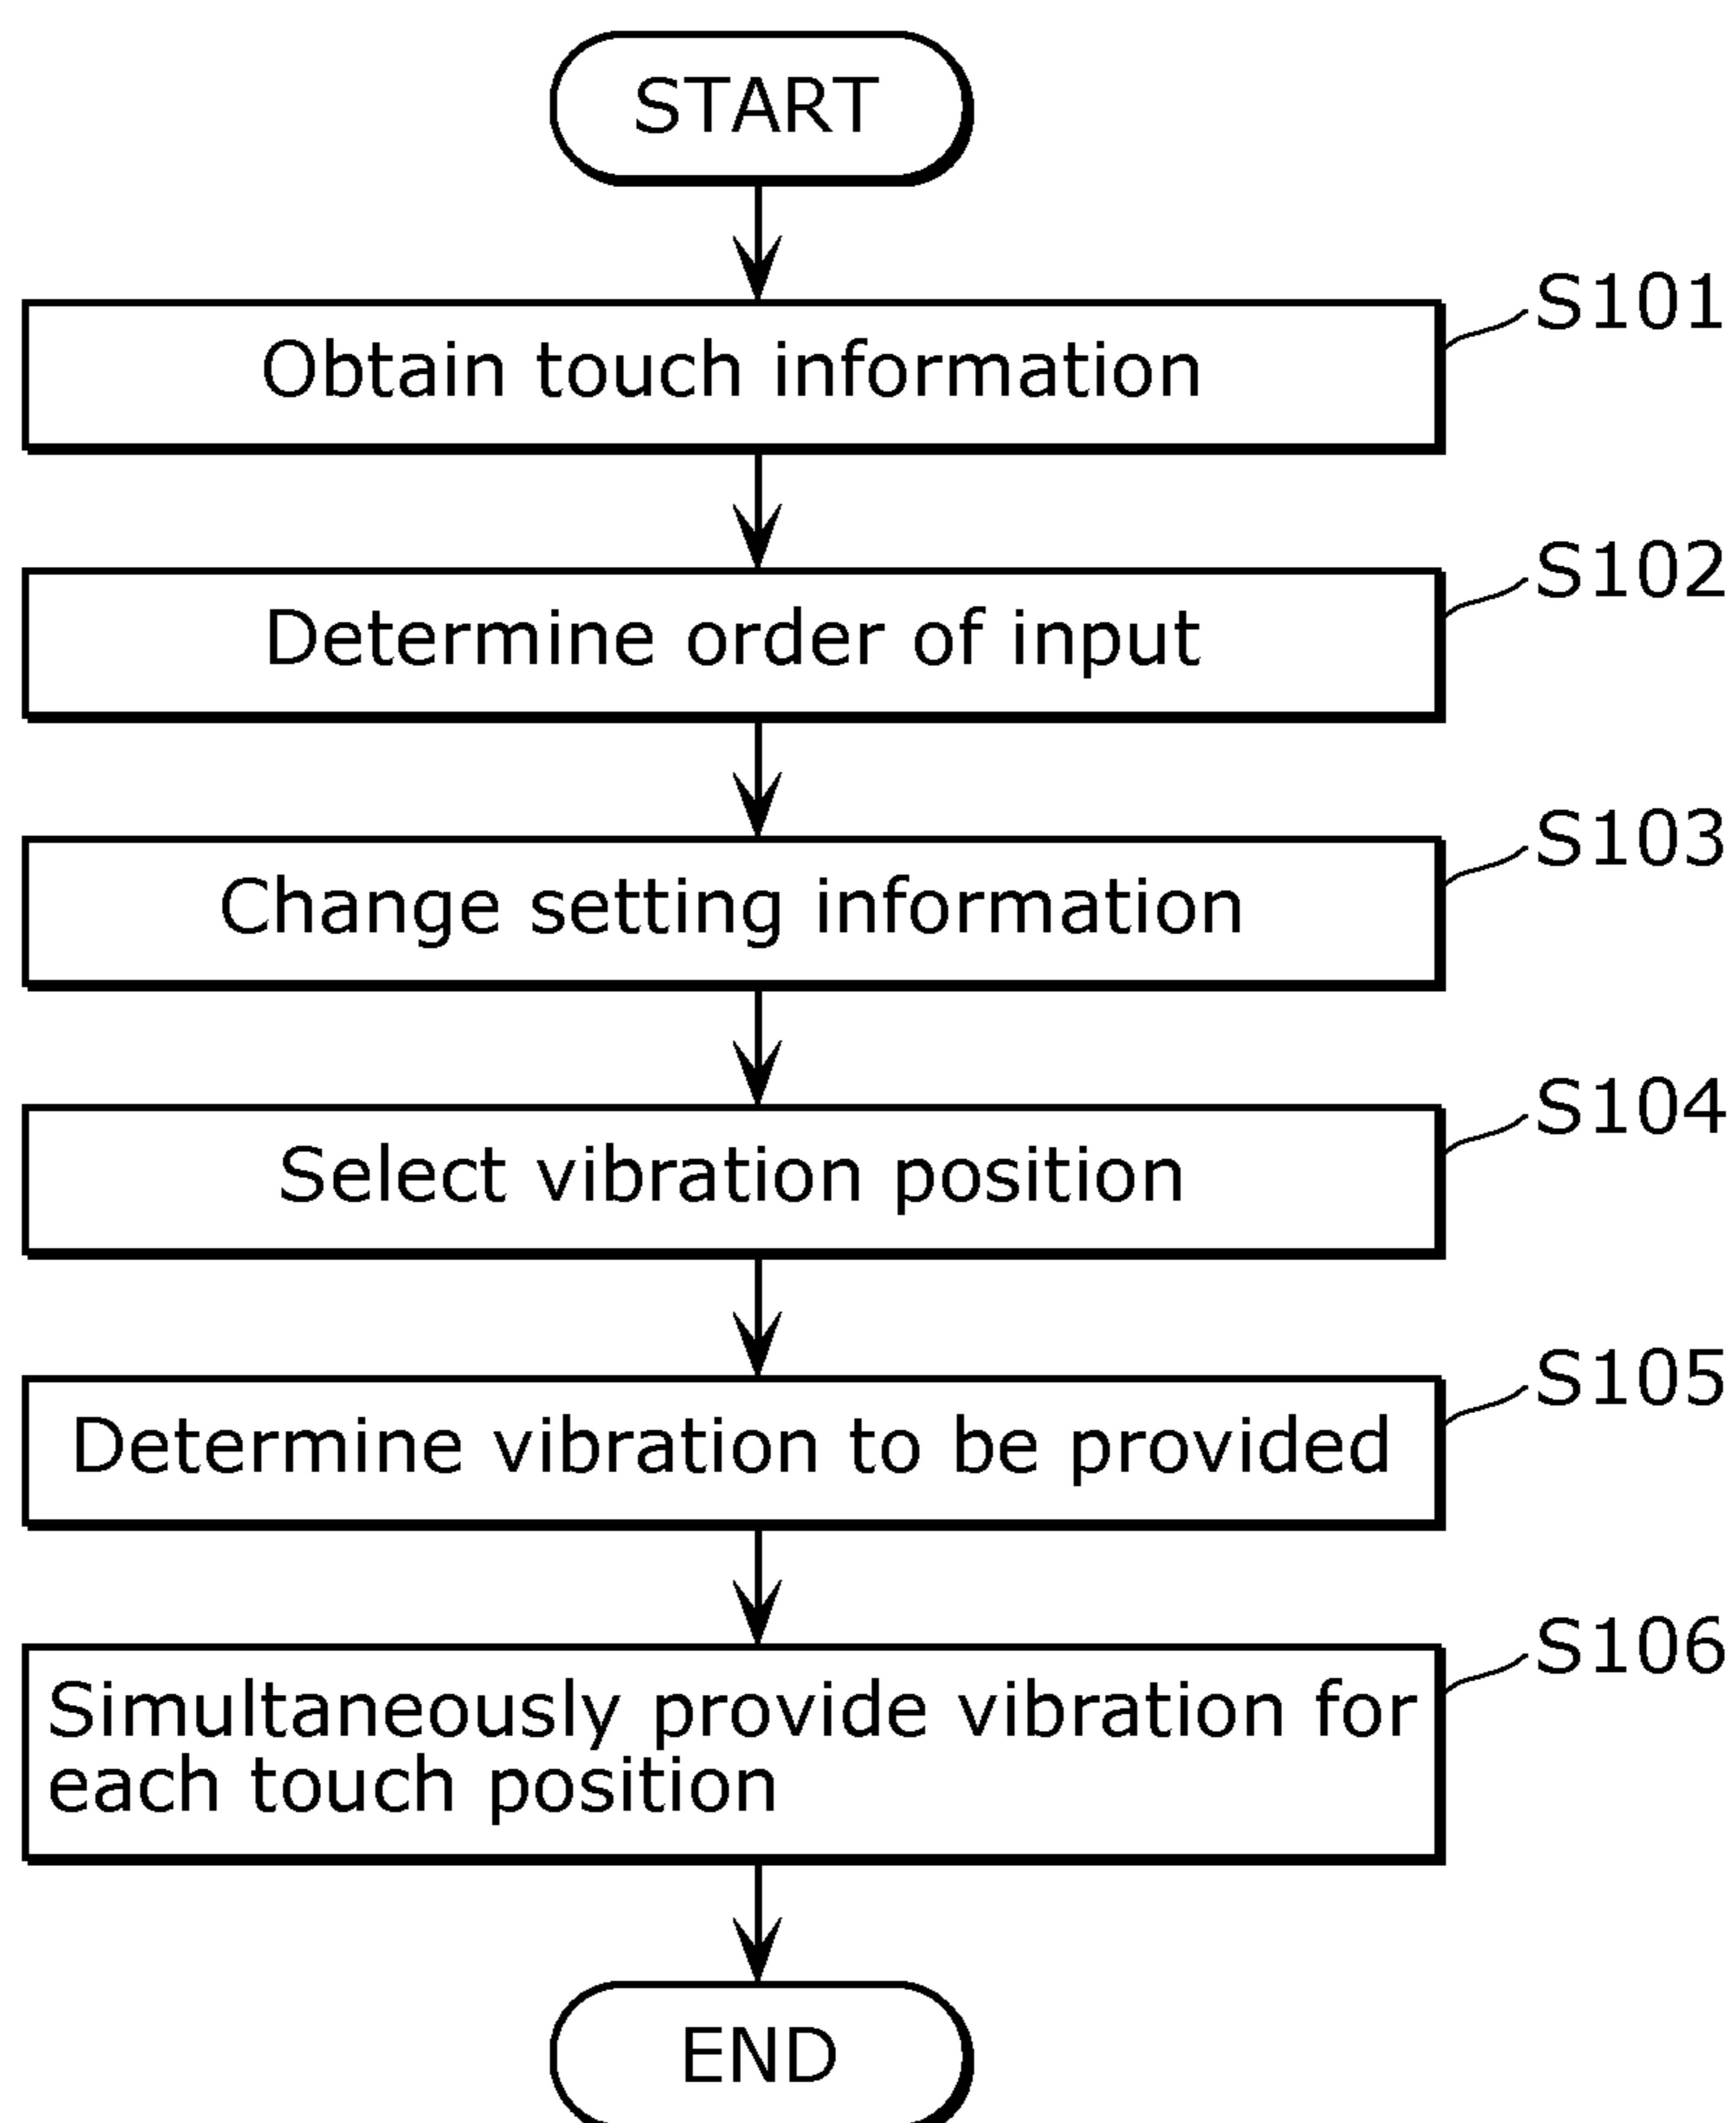 START
S101
Obtain touch information
S102
Determine order of input
S103
Change setting information
S104
Select vibration position
S105
Determine vibration to be provided
S106
Simultaneously provide vibration for
each touch position
END